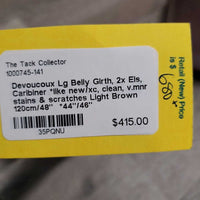 The Tack Collector
1000745-141
Devoucoux Lg Belly Girth, 2x Els,
Caribiner *like new/xc, clean, v.mnr
stains & scratches Light Brown
120cm/48" *44"/46"
$415.00
35PQNU
Retail (New) Price
is $ 680